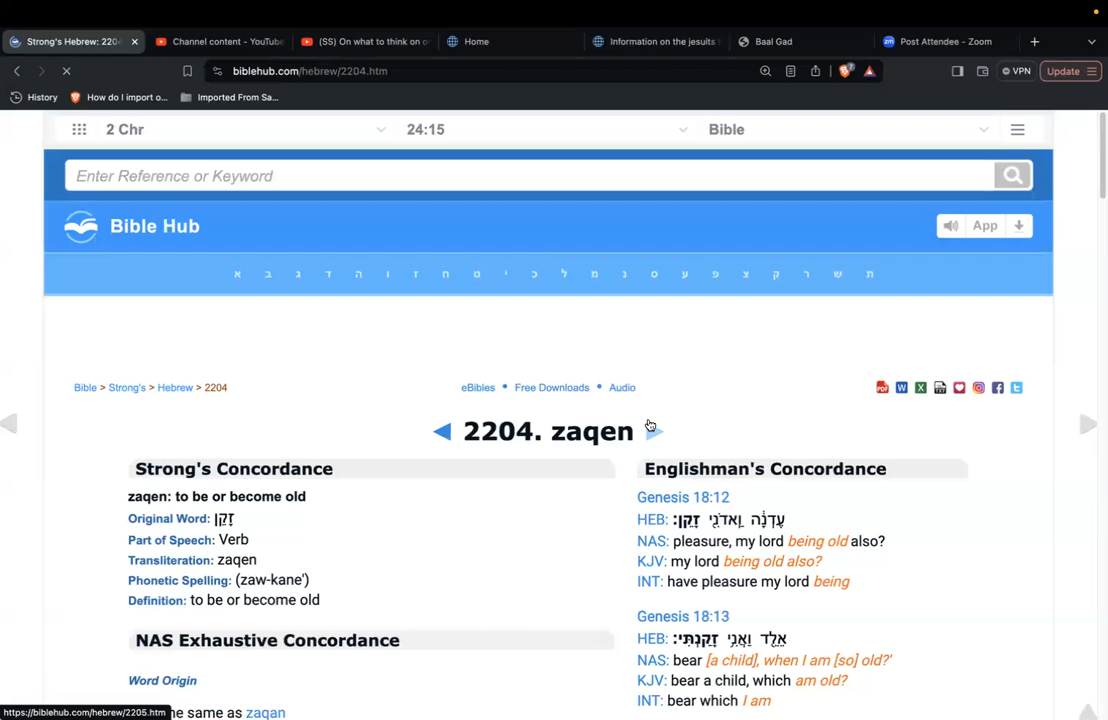 Strong's Hebrew: 220
Channel content - YouTube
(SS) On what to think on o
Home
Information on the jesuits
Baal Gad
zm
Post Attendee - Zoom
biblehub.com/hebrew/2204.htm
VPN
Update
History
How do I import o...
Imported From Sa...
2 Chr
24:15
Bible
Enter Reference or Keyword
Bible Hub
App
א ב ג ד ה ו ז ח ט י כ ל מ נ ס ע פ צ ק ר ש ת
Bible > Strong's > Hebrew > 2204
eBibles • Free Downloads • Audio
◄ 2204. zaqen ►
Strong's Concordance
zaqen: to be or become old
Original Word: זָקֵן
Part of Speech: Verb
Transliteration: zaqen
Phonetic Spelling: (zaw-kane')
Definition: to be or become old
NAS Exhaustive Concordance
Word Origin
he same as zaqan
Englishman's Concordance
Genesis 18:12
HEB: עֶדְנָ֔ה וַֽאדֹנִ֖י זָקֵֽן׃
NAS: pleasure, my lord being old also?
KJV: my lord being old also?
INT: have pleasure my lord being
Genesis 18:13
HEB: אֵלֵ֖ד וַאֲנִ֥י זָקַֽנְתִּי׃
NAS: bear [a child], when I am [so] old?'
KJV: bear a child, which am old?
INT: bear which I am
https://biblehub.com/hebrew/2205.htm